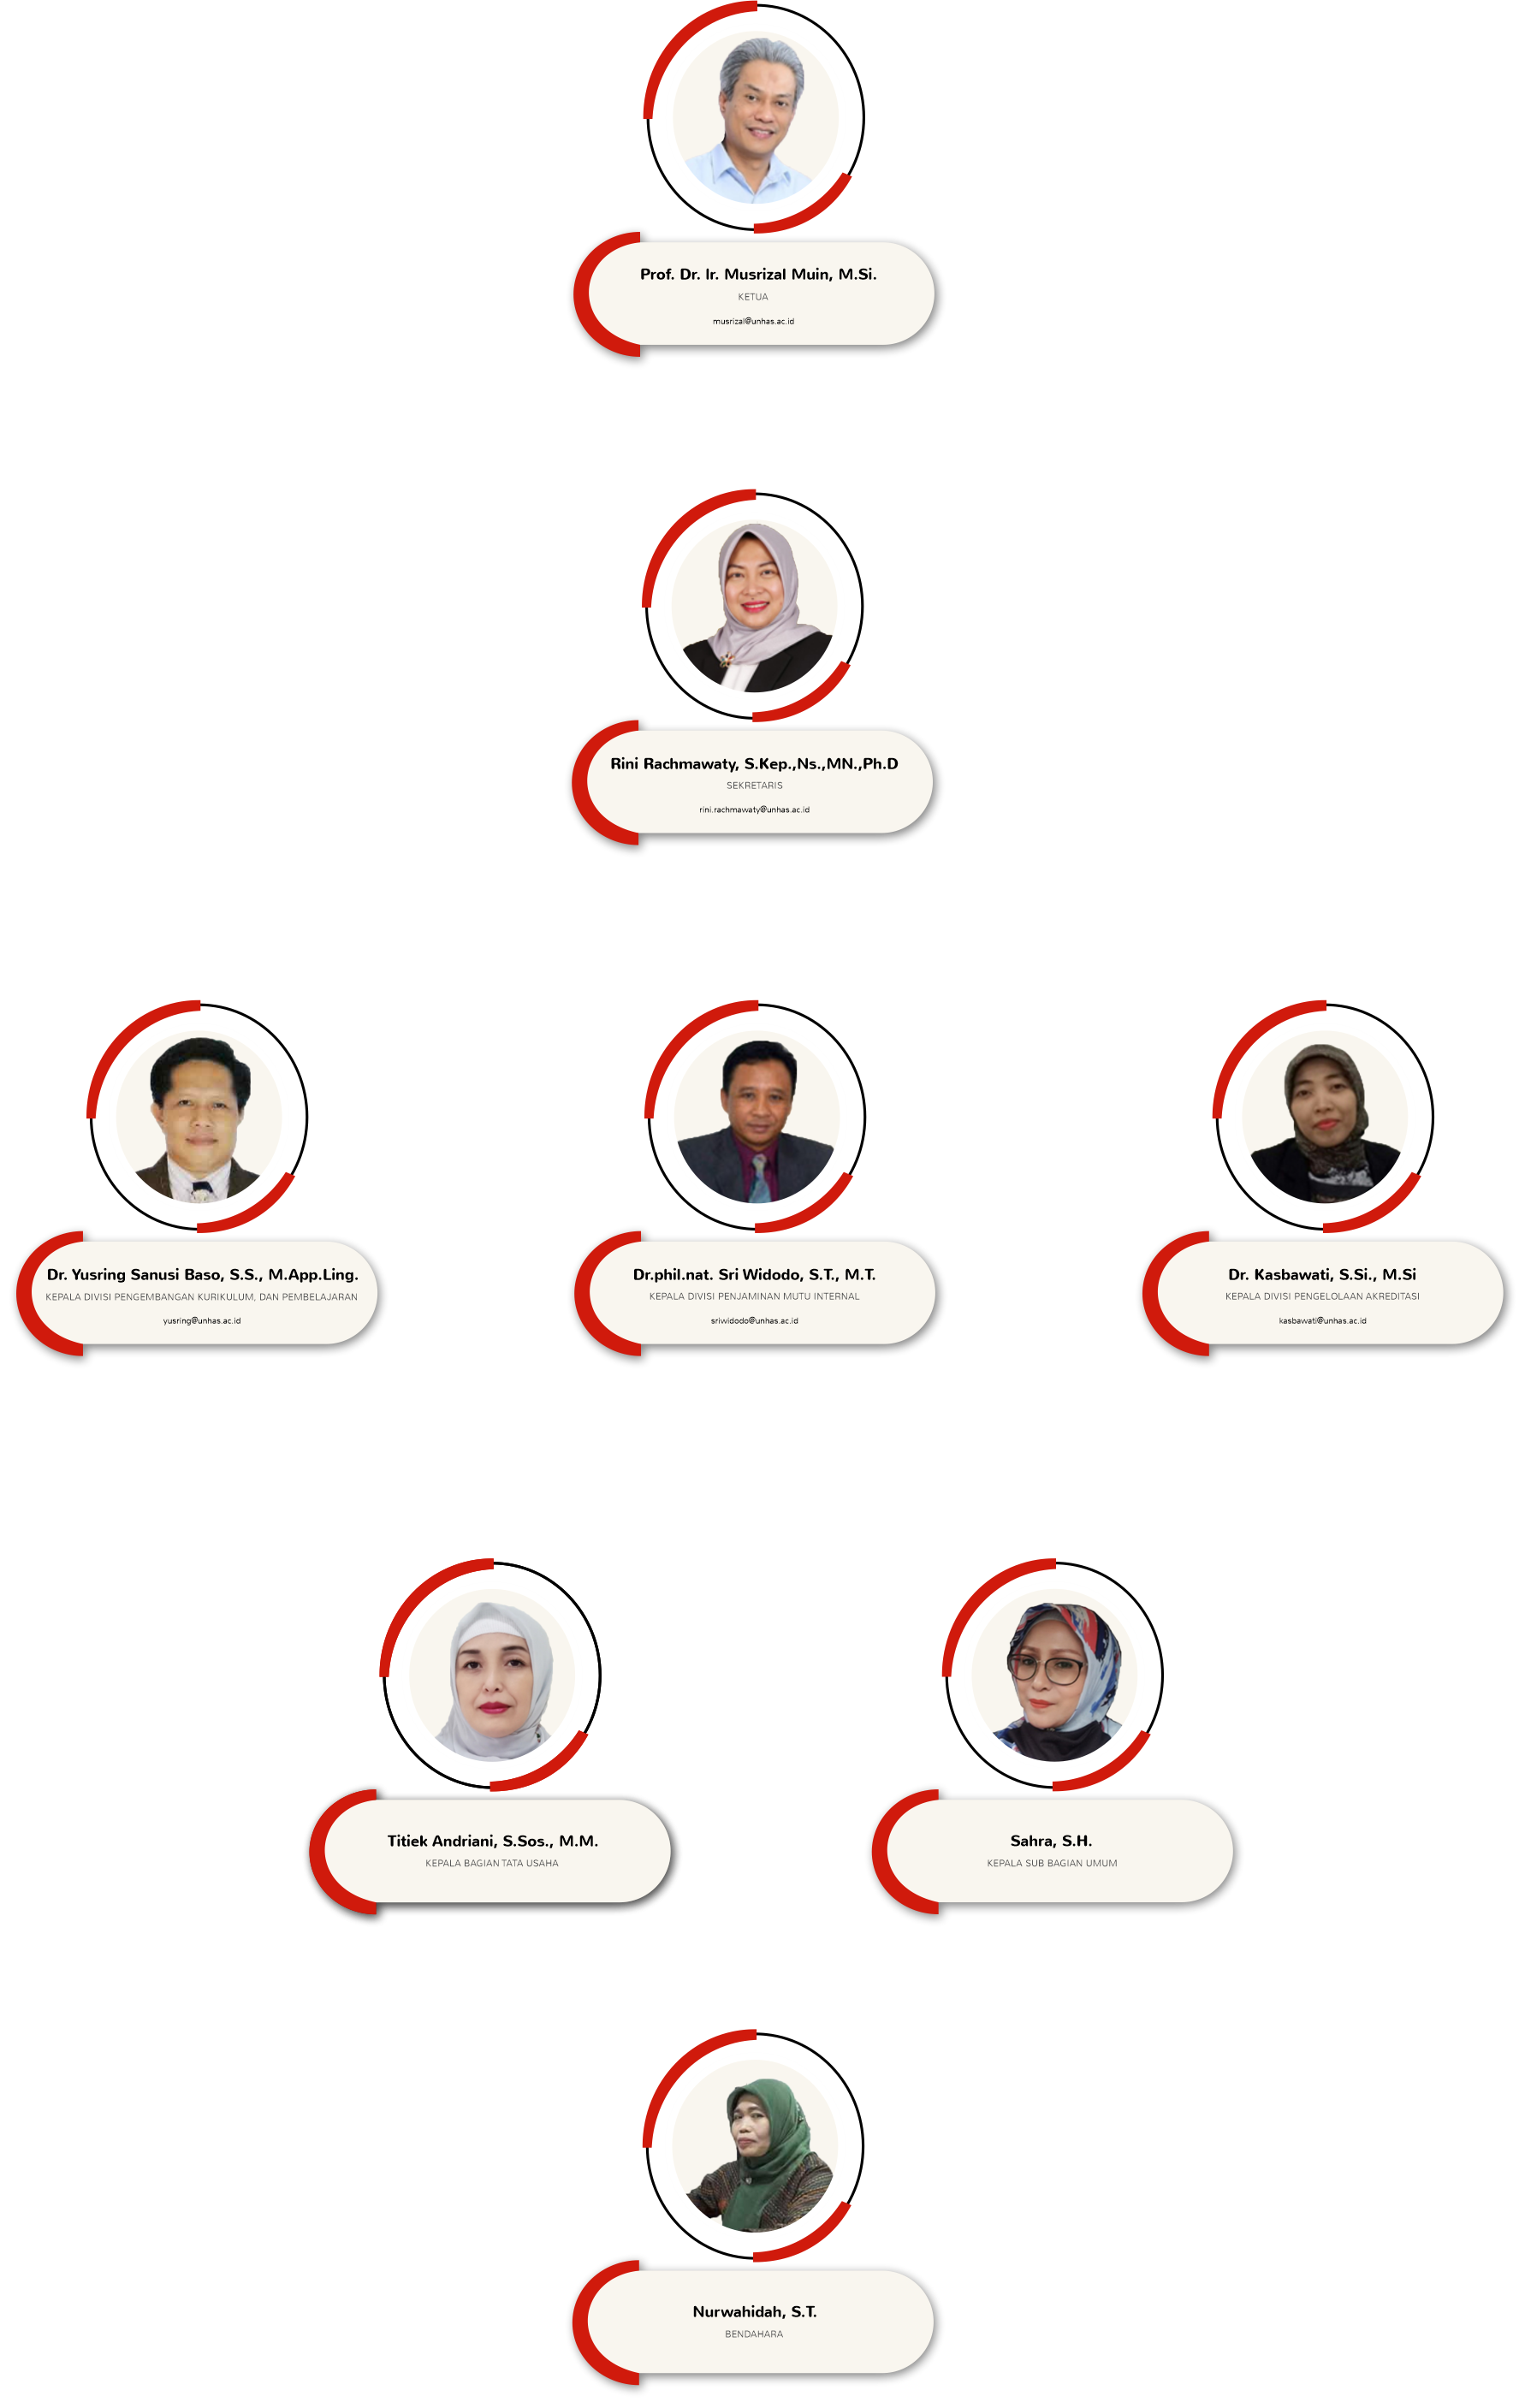 Prof. Dr. Ir. Musrizal Muin, M.Si.
KETUA
musrizal@unhas.ac.id
Rini Rachmawaty, S.Kep.,Ns.,MN.,Ph.D
SEKRETARIS
rini.rachmawaty@unhas.ac.id
Dr. Yusring Sanusi Baso, S.S., M.App.Ling.
KEPALA DIVISI PENGEMBANGAN KURIKULUM, DAN PEMBELAJARAN
yusring@unhas.ac.id
Dr.phil.nat. Sri Widodo, S.T., M.T.
KEPALA DIVISI PENJAMINAN MUTU INTERNAL
sriwidodo@unhas.ac.id
Dr. Kasbawati, S.Si., M.Si
KEPALA DIVISI PENGELOLAAN AKREDITASI
kasbawati@unhas.ac.id
Titiek Andriani, S.Sos., M.M.
KEPALA BAGIAN TATA USAHA
Sahra, S.H.
KEPALA SUB BAGIAN UMUM
Nurwahidah, S.T.
BENDAHARA